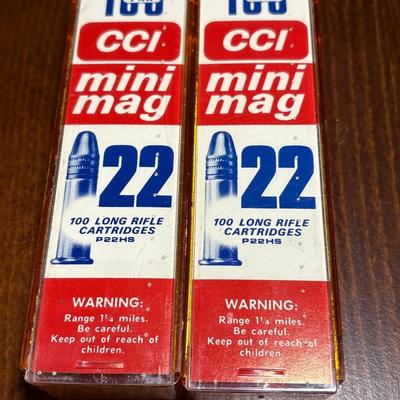 100
CCI
mini
mag
22
100 LONG RIFLE
CARTRIDGES
P22HS
WARNING:
Range 1¼ miles.
Be careful.
Keep out of reach of
children.
100
CCI
mini
mag
22
100 LONG RIFLE
CARTRIDGES
P22HS
WARNING:
Range 1¼ miles.
Be careful.
Keep out of reach of
children.